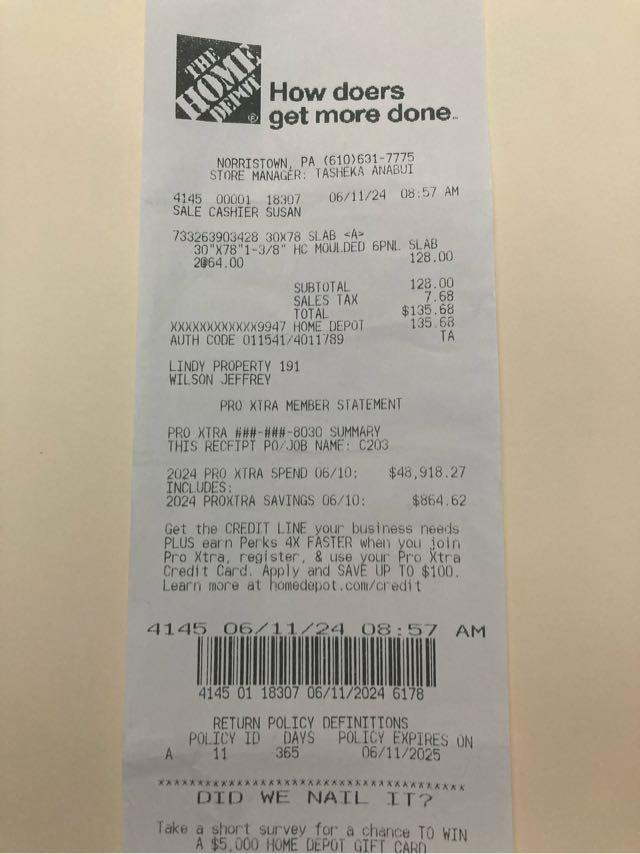 THE
HOME
DEPOT
®
How doers
get more done™
NORRISTOWN, PA (610)631-7775
STORE MANAGER: TASHEKA ANABUI
4145 00001 18307 06/11/24 08:57 AM
SALE CASHIER SUSAN
733263903428 30X78 SLAB <A>
30"X78"1-3/8" HC MOULDED 6PNL SLAB
2@64.00 128.00
SUBTOTAL 128.00
SALES TAX 7.68
TOTAL $135.68
XXXXXXXXXXXX9947 HOME DEPOT 135.68
AUTH CODE 011541/4011789 TA
LINDY PROPERTY 191
WILSON JEFFREY
PRO XTRA MEMBER STATEMENT
PRO XTRA ###-###-8030 SUMMARY
THIS RECEIPT PO/JOB NAME: C203
2024 PRO XTRA SPEND 06/10: $48,918.27
INCLUDES:
2024 PROXTRA SAVINGS 06/10: $864.62
Get the CREDIT LINE your business needs
PLUS earn Perks 4X FASTER when you join
Pro Xtra, register, & use your Pro Xtra
Credit Card. Apply and SAVE UP TO $100.
Learn more at homedepot.com/credit
4145 06/11/24 08:57 AM
4145 01 18307 06/11/2024 6178
RETURN POLICY DEFINITIONS
POLICY ID DAYS POLICY EXPIRES ON
A 11 365 06/11/2025
****************************************
DID WE NAIL IT?
Take a short survey for a chance TO WIN
A $5,000 HOME DEPOT GIFT CARD